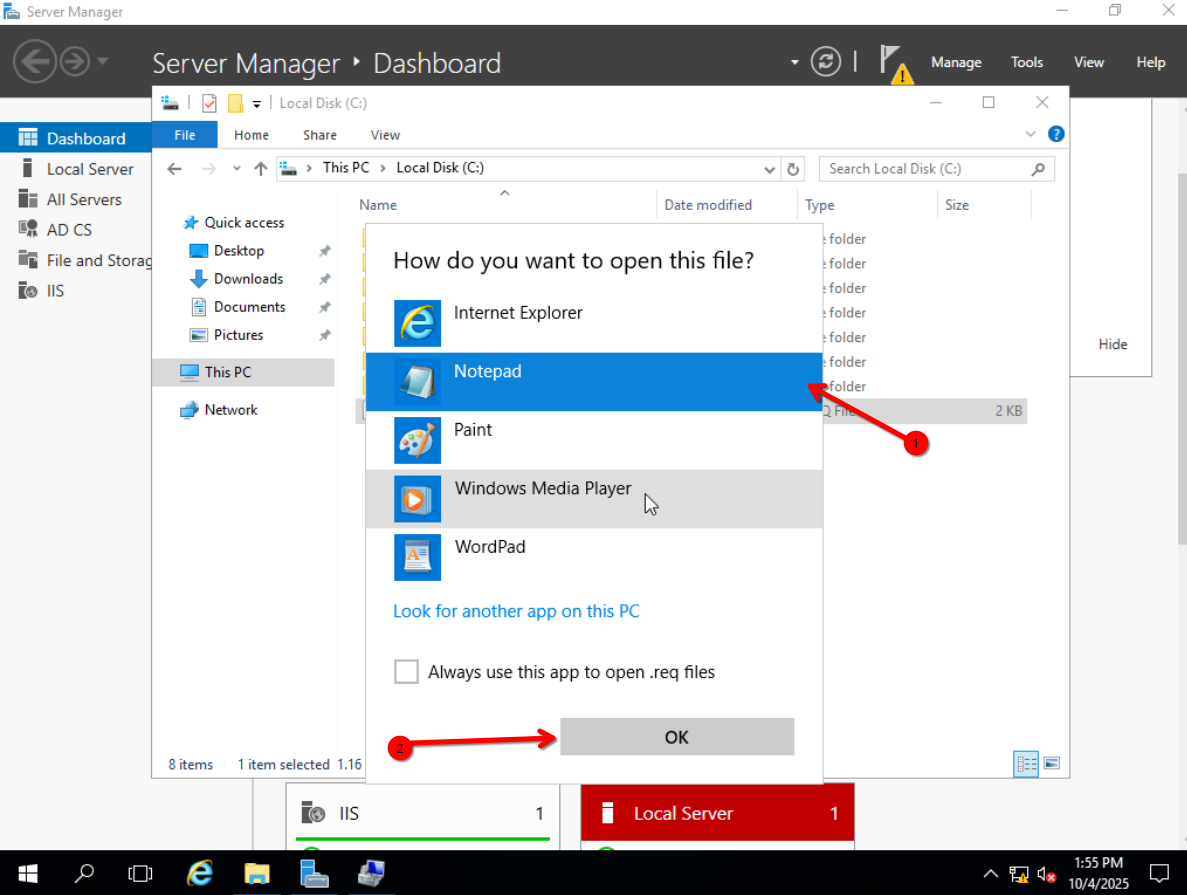 Server Manager
Server Manager Dashboard
Manage Tools View Help
Local Disk (C:)
File Home Share View
This PC Local Disk (C:)
Search Local Disk (C:)
Dashboard
Local Server
All Servers
AD CS
File and Storag
IIS
Quick access
Desktop
Downloads
Documents
Pictures
This PC
Network
Name Date modified Type Size
How do you want to open this file?
Internet Explorer
Notepad
Paint
Windows Media Player
WordPad
Look for another app on this PC
Always use this app to open .req files
OK
e folder
e folder
e folder
e folder
e folder
e folder
folder
Q File 2 KB
1
2
Hide
8 items 1 item selected 1.16
IIS 1
Local Server 1
1:55 PM
10/4/2025